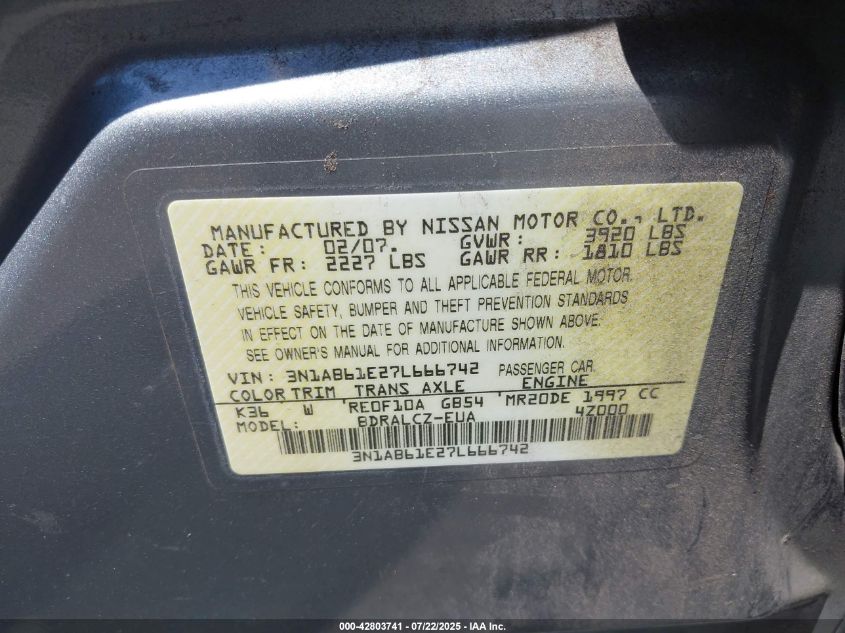 MANUFACTURED BY NISSAN MOTOR CO., LTD.
DATE: 02/07. GVWR: 3920 LBS
GAWR FR: 2227 LBS GAWR RR: 1810 LBS
THIS VEHICLE CONFORMS TO ALL APPLICABLE FEDERAL MOTOR.
VEHICLE SAFETY, BUMPER AND THEFT PREVENTION STANDARDS
IN EFFECT ON THE DATE OF MANUFACTURE SHOWN ABOVE.
SEE OWNER'S MANUAL FOR ADDITIONAL INFORMATION.
VIN: 3N1AB61E27L666742 PASSENGER CAR.
COLOR TRIM TRANS AXLE ENGINE
K36 W RE0F10A GB54 MR20DE 1997 CC
MODEL: BDRALCZ-EUA 4Z000
3N1AB61E27L666742
000-42803741 - 07/22/2025 - IAA Inc.